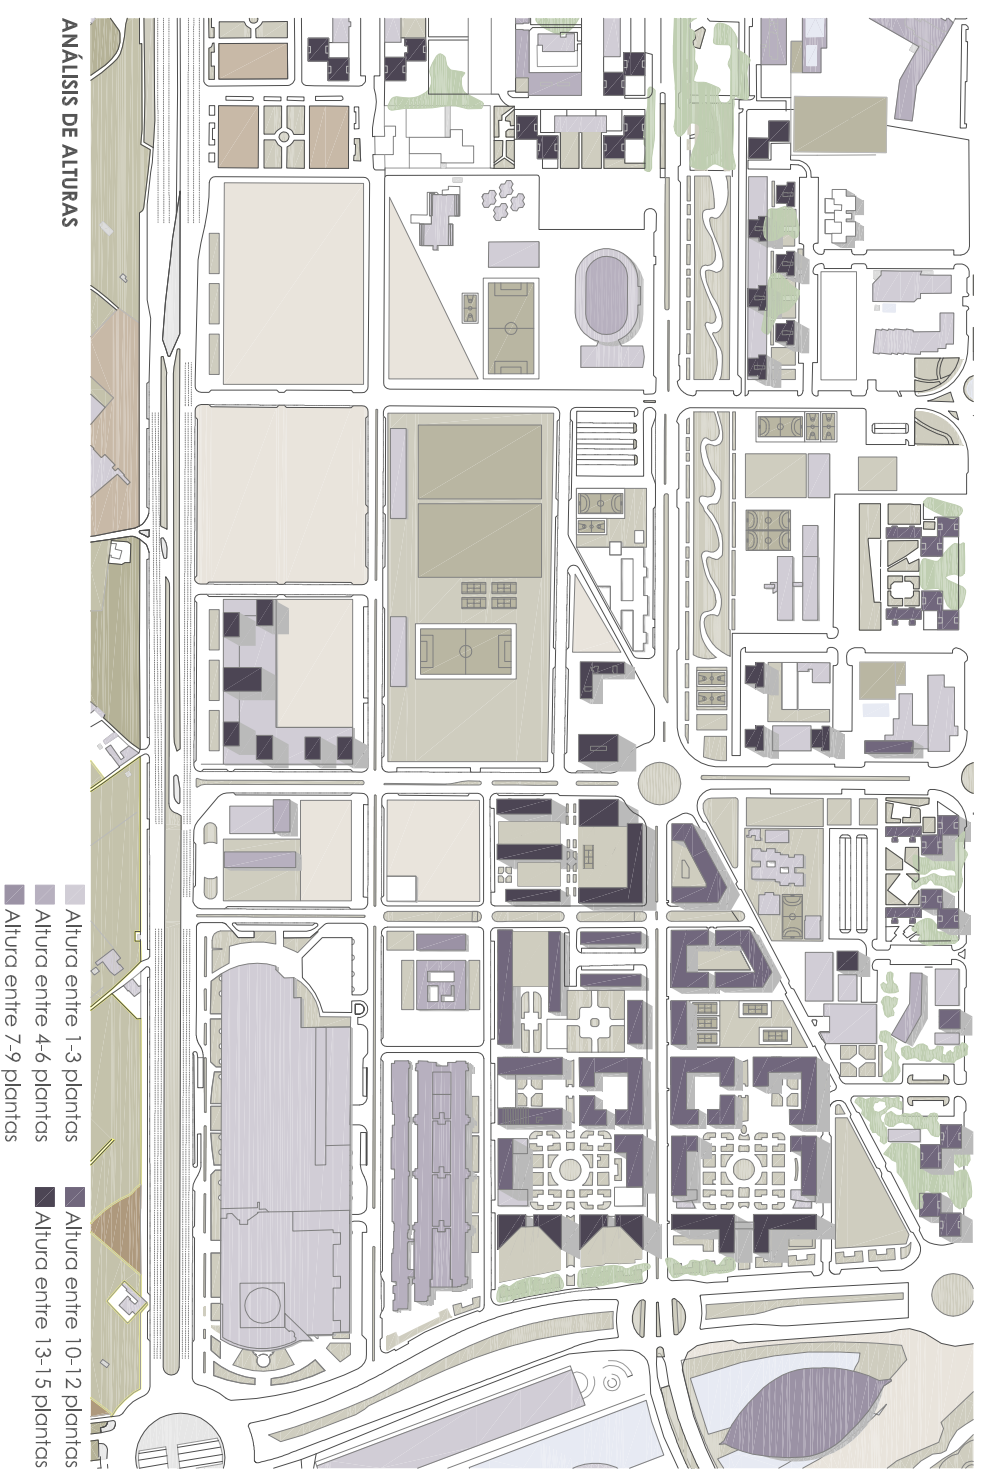 ANÁLISIS DE ALTURAS
Altura entre 1-3 plantas
Altura entre 4-6 plantas
Altura entre 7-9 plantas
Altura entre 10-12 plantas
Altura entre 13-15 plantas